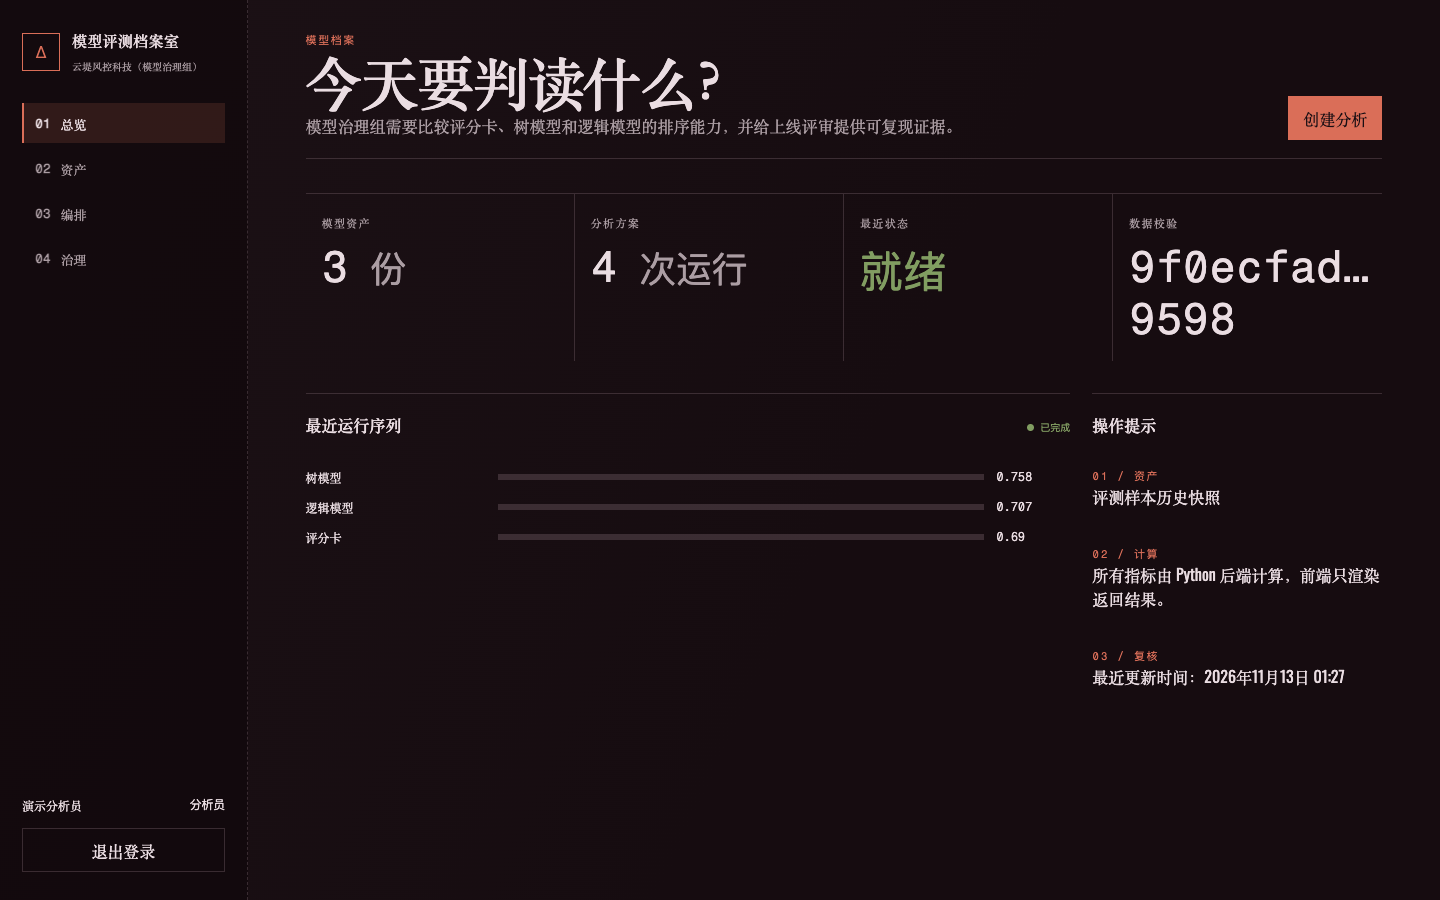 Δ
模型评测档案室
云堤风控科技（模型治理组）
01 总览
02 资产
03 编排
04 治理
演示分析员 分析员
退出登录
模型档案
今天要判读什么？
模型治理组需要比较评分卡、树模型和逻辑模型的排序能力，并给上线评审提供可复现证据。
创建分析
模型资产
3 份
分析方案
4 次运行
最近状态
就绪
数据校验
9f0ecfad…
9598
最近运行序列
已完成
树模型 0.758
逻辑模型 0.707
评分卡 0.69
操作提示
01 / 资产
评测样本历史快照
02 / 计算
所有指标由 Python 后端计算，前端只渲染
返回结果。
03 / 复核
最近更新时间：2026年11月13日 01:27